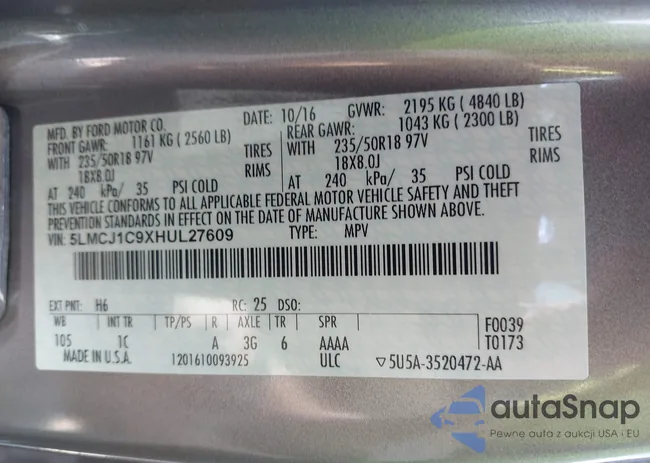 MFD. BY FORD MOTOR CO. DATE: 10/16 GVWR: 2195 KG ( 4840 LB)
FRONT GAWR: 1161 KG ( 2560 LB) REAR GAWR: 1043 KG ( 2300 LB)
WITH 235/50R18 97V TIRES WITH 235/50R18 97V TIRES
18X8.0J RIMS 18X8.0J RIMS
AT 240 kPa/ 35 PSI COLD AT 240 kPa/ 35 PSI COLD
THIS VEHICLE CONFORMS TO ALL APPLICABLE FEDERAL MOTOR VEHICLE SAFETY AND THEFT
PREVENTION STANDARDS IN EFFECT ON THE DATE OF MANUFACTURE SHOWN ABOVE.
VIN: 5LMCJ1C9XHUL27609 TYPE: MPV
EXT PNT: H6 RC: 25 DSO:
WB INT TR TP/PS R AXLE TR SPR F0039
105 1C A 3G 6 AAAA T0173
MADE IN U.S.A. 1201610093925 ULC ▽5U5A-3520472-AA
autaSnap
Pewne auta z aukcji USA i EU